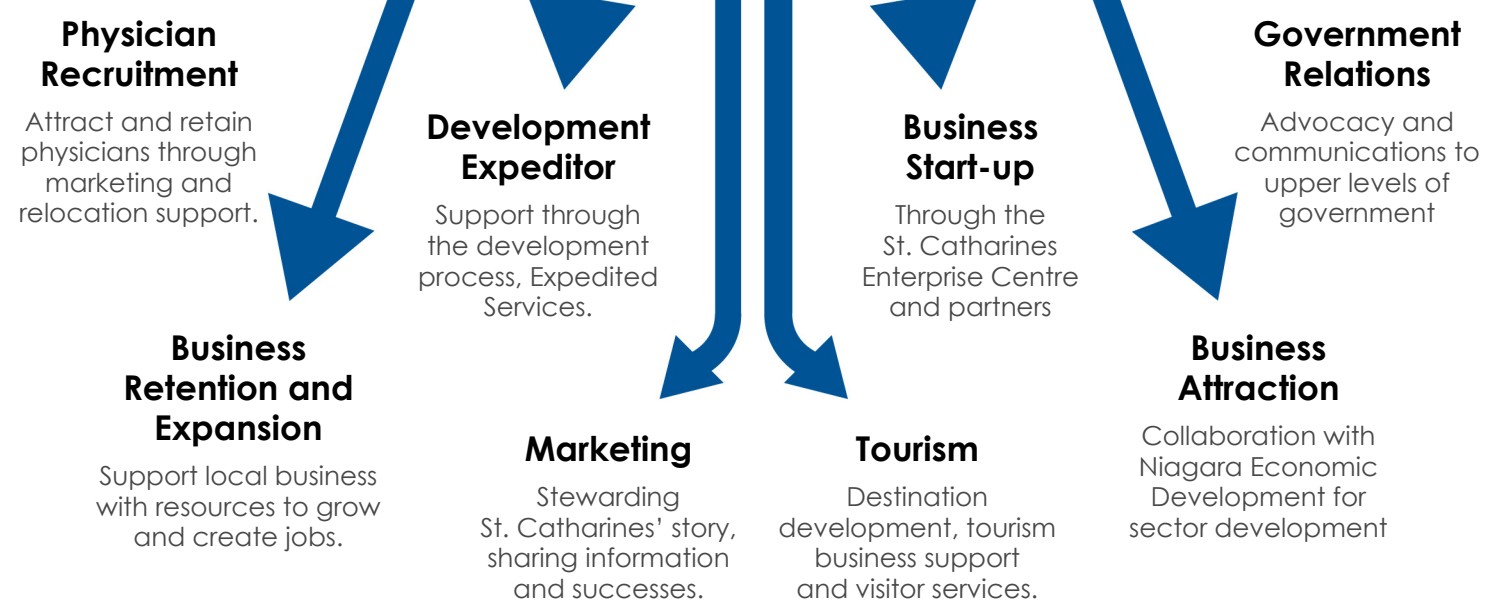 Physician
Recruitment
Attract and retain
physicians through
marketing and
relocation support.
Development
Expeditor
Support through
the development
process, Expedited
Services.
Business
Start-up
Through the
St. Catharines
Enterprise Centre
and partners
Government
Relations
Advocacy and
communications to
upper levels of
government
Business
Retention and
Expansion
Support local business
with resources to grow
and create jobs.
Marketing
Stewarding
St. Catharines’ story,
sharing information
and successes.
Tourism
Destination
development, tourism
business support
and visitor services.
Business
Attraction
Collaboration with
Niagara Economic
Development for
sector development